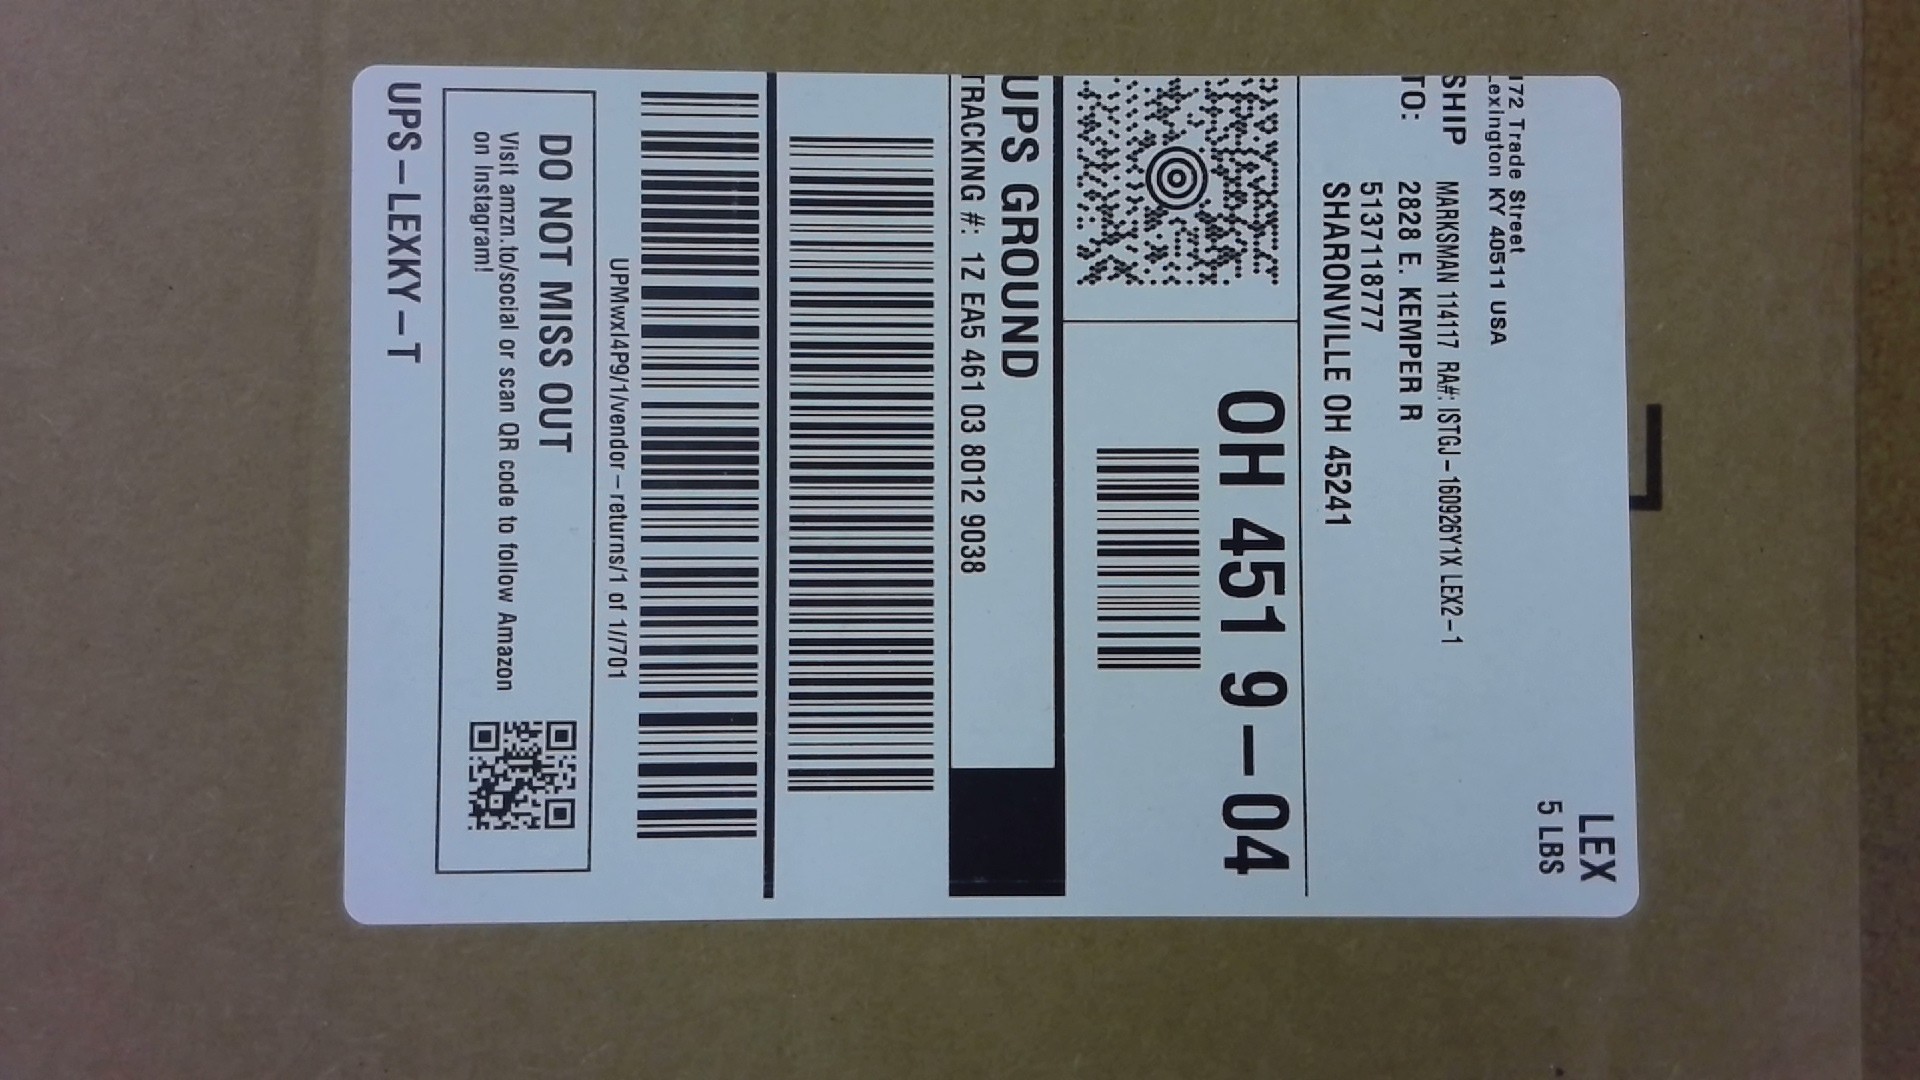 LEX
5 LBS
172 Trade Street
Lexington KY 40511 USA
SHIP
TO:
MARKSMAN 114117 RA#: ISTGJ-160926Y1X LEX2-1
2828 E. KEMPER R
5137118777
SHARONVILLE OH 45241
OH 451 9-04
UPS GROUND
TRACKING #: 1Z EA5 461 03 8012 9038
UPMwxl4P9/1/vendor-returns/1 of 1//701
DO NOT MISS OUT
Visit amzn.to/social or scan QR code to follow Amazon
on Instagram!
UPS-LEXKY-T